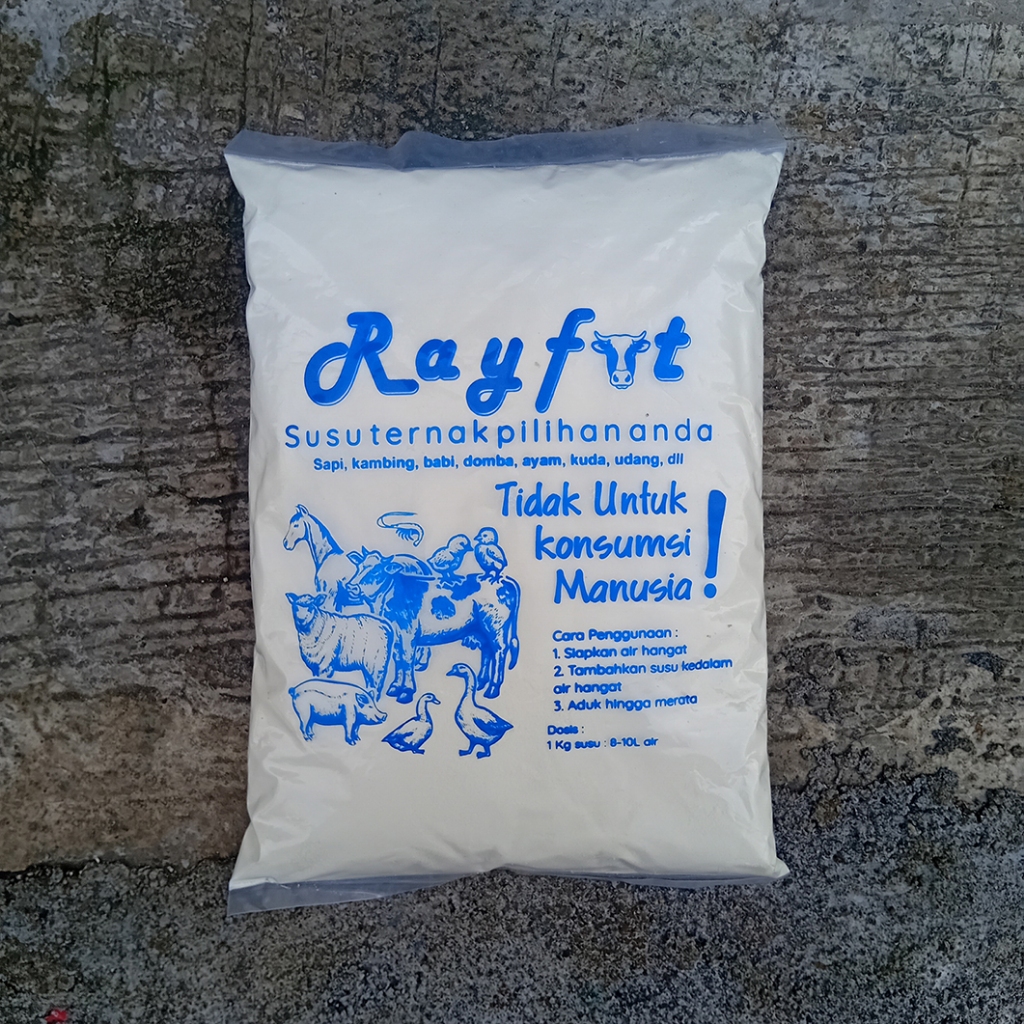 Rayfit
Susuternakpilihananda
Sapi, kambing, babi, domba, ayam, kuda, udang, dll
Tidak Untuk
konsumsi
Manusia !
Cara Penggunaan :
1. Siapkan air hangat
2. Tambahkan susu kedalam
air hangat
3. Aduk hingga merata
Dosis :
1 Kg susu : 8-10L air